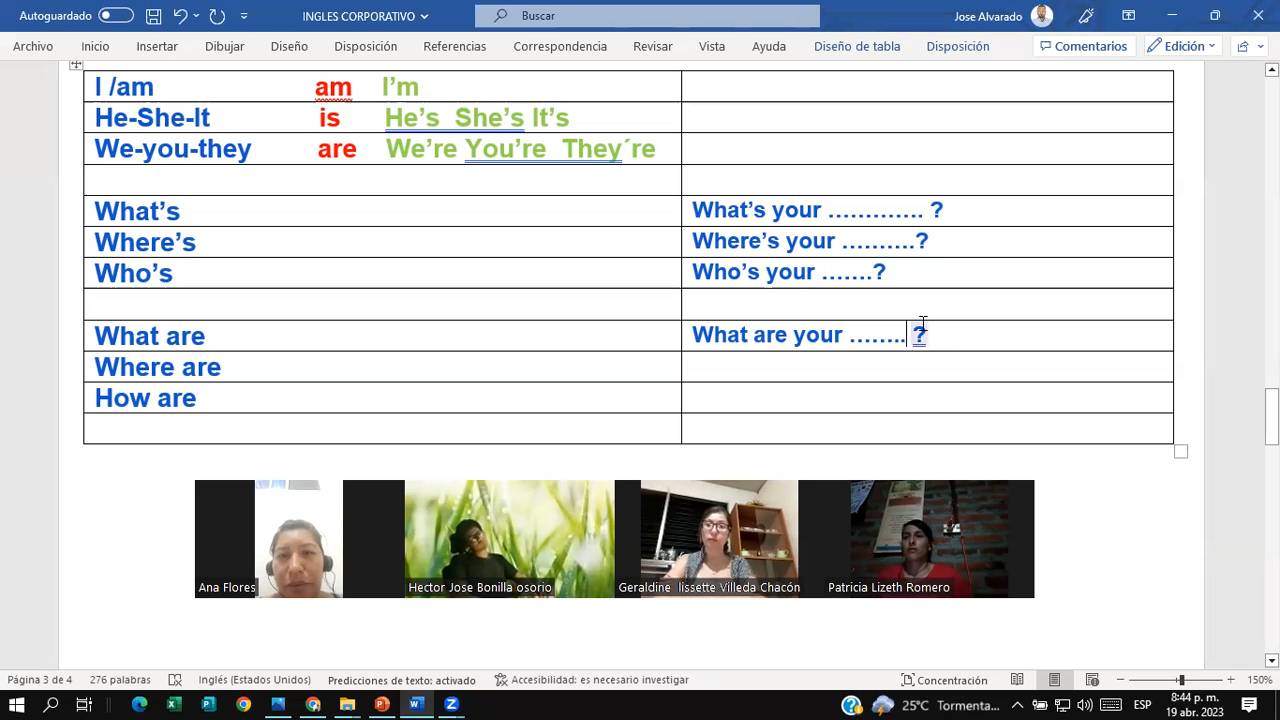 Autoguardado
INGLES CORPORATIVO
Buscar
Jose Alvarado
Archivo Inicio Insertar Dibujar Diseño Disposición Referencias Correspondencia Revisar Vista Ayuda Diseño de tabla Disposición Comentarios Edición
I /am am I’m
He-She-It is He’s She’s It’s
We-you-they are We’re You’re They´re
What’s What’s your …………. ?
Where’s Where’s your ……….?
Who’s Who’s your …….?
What are What are your …….. ?
Where are
How are
Ana Flores
Hector Jose Bonilla osorio
Geraldine lissette Villeda Chacón
Patricia Lizeth Romero
Página 3 de 4 276 palabras Inglés (Estados Unidos) Predicciones de texto: activado Accesibilidad: es necesario investigar Concentración 150%
25°C Tormenta... ESP 8:44 p. m.
19 abr. 2023